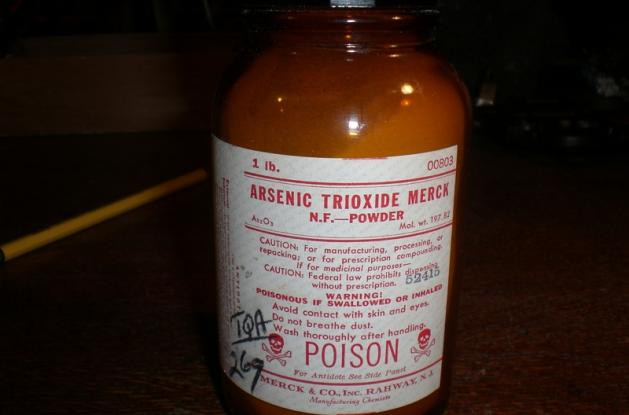 1 lb. 00803
ARSENIC TRIOXIDE MERCK
N.F.—POWDER
As₂O₃ Mol. wt. 197.82
CAUTION: For manufacturing, processing, or
repacking; or for prescription compounding,
if for medicinal purposes—
CAUTION: Federal law prohibits dispensing
without prescription. 52415
WARNING!
POISONOUS IF SWALLOWED OR INHALED
Avoid contact with skin and eyes.
Do not breathe dust.
Wash thoroughly after handling.
TQA
269
POISON
For Antidote See Side Panel
MERCK & CO., INC. RAHWAY, N. J.
Manufacturing Chemists